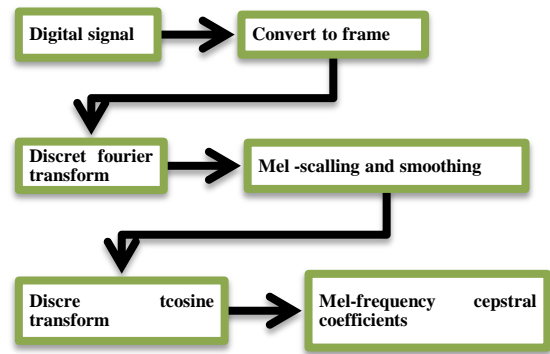 Digital signal
Convert to frame
Discret fourier
transform
Mel -scalling and smoothing
Discre tcosine
transform
Mel-frequency cepstral
coefficients